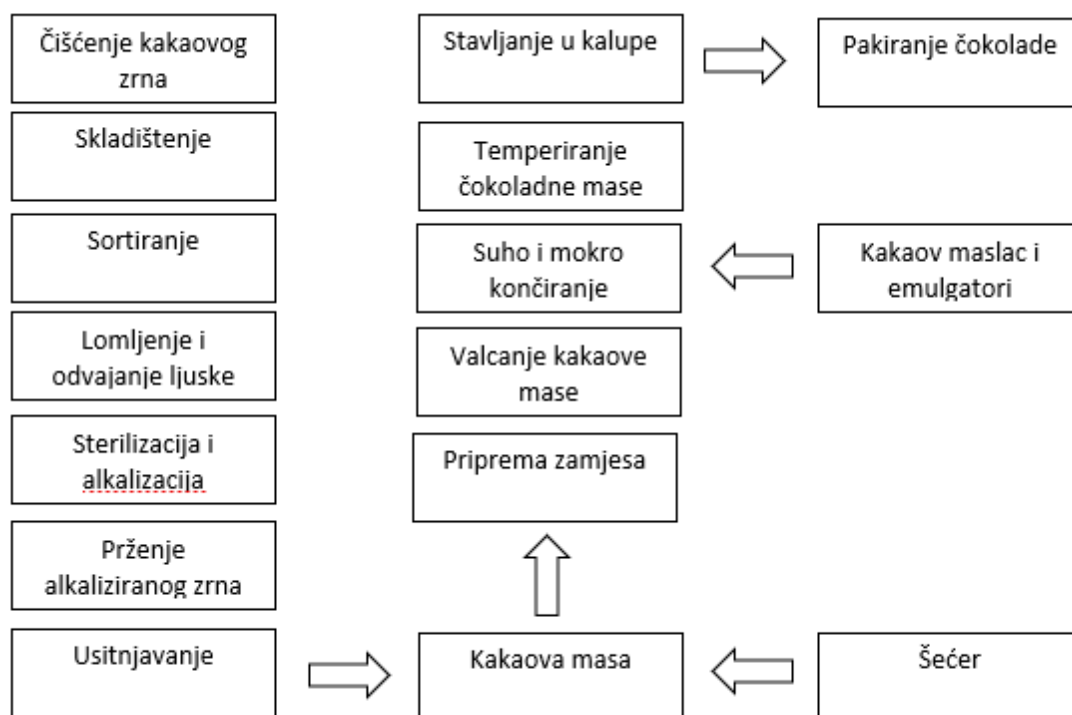 Čišćenje kakaovog
zrna
Skladištenje
Sortiranje
Lomljenje i
odvajanje ljuske
Sterilizacija i
alkalizacija
Prženje
alkaliziranog zrna
Usitnjavanje
Stavljanje u kalupe
Temperiranje
čokoladne mase
Suho i mokro
končiranje
Valcanje kakaove
mase
Priprema zamjesa
Kakaova masa
Pakiranje čokolade
Kakaov maslac i
emulgatori
Šećer